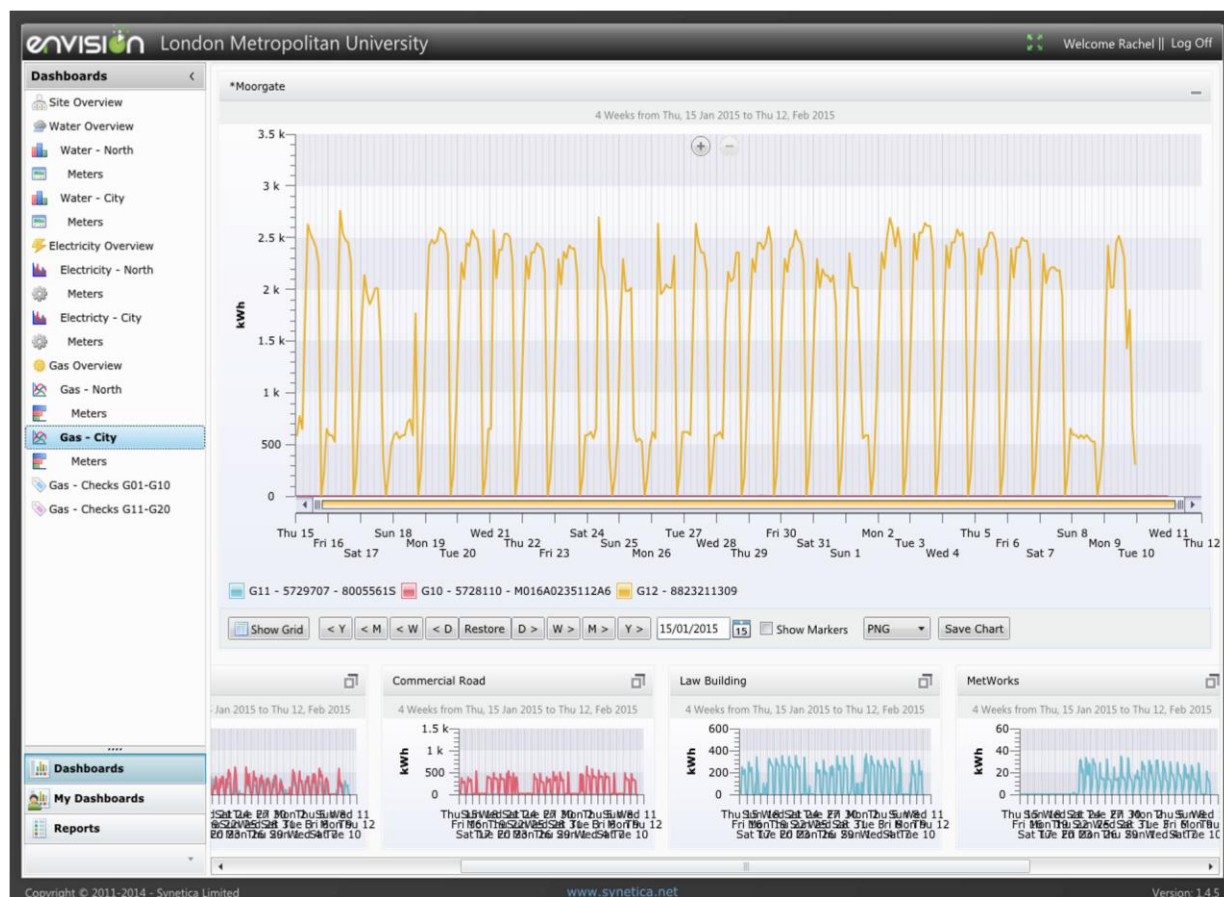 envision London Metropolitan University
Welcome Rachel || Log Off
Dashboards
Site Overview
Water Overview
Water - North
Meters
Water - City
Meters
Electricity Overview
Electricity - North
Meters
Electricty - City
Meters
Gas Overview
Gas - North
Meters
Gas - City
Meters
Gas - Checks G01-G10
Gas - Checks G11-G20
Dashboards
My Dashboards
Reports
*Moorgate
4 Weeks from Thu, 15 Jan 2015 to Thu 12, Feb 2015
3.5 k
3 k
2.5 k
2 k
1.5 k
1 k
500
0
kWh
Thu 15 Sun 18 Wed 21 Sat 24 Tue 27 Fri 30 Mon 2 Thu 5 Sun 8 Wed 11
Fri 16 Mon 19 Thu 22 Sun 25 Wed 28 Sat 31 Tue 3 Fri 6 Mon 9 Thu 12
Sat 17 Tue 20 Fri 23 Mon 26 Thu 29 Sun 1 Wed 4 Sat 7 Tue 10
G11 - 5729707 - 8005561S G10 - 5728110 - M016A0235112A6 G12 - 8823211309
Show Grid < Y < M < W < D Restore D > W > M > Y > 15/01/2015 15 Show Markers PNG Save Chart
Jan 2015 to Thu 12, Feb 2015
Commercial Road
4 Weeks from Thu, 15 Jan 2015 to Thu 12, Feb 2015
1.5 k
1 k
500
0
kWh
Law Building
4 Weeks from Thu, 15 Jan 2015 to Thu 12, Feb 2015
600
400
200
0
kWh
MetWorks
4 Weeks from Thu, 15 Jan 2015 to Thu 12, Feb 2015
60
40
20
0
kWh
Copyright © 2011-2014 - Synetica Limited
www.synetica.net
Version: 1.4.5